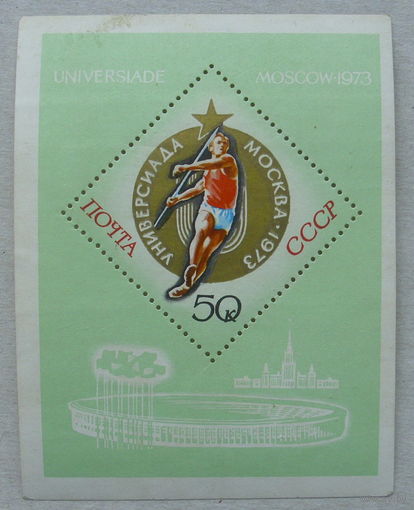 UNIVERSIADE MOSCOW·1973
УНИВЕРСИАДА МОСКВА·1973
ПОЧТА СССР
50к